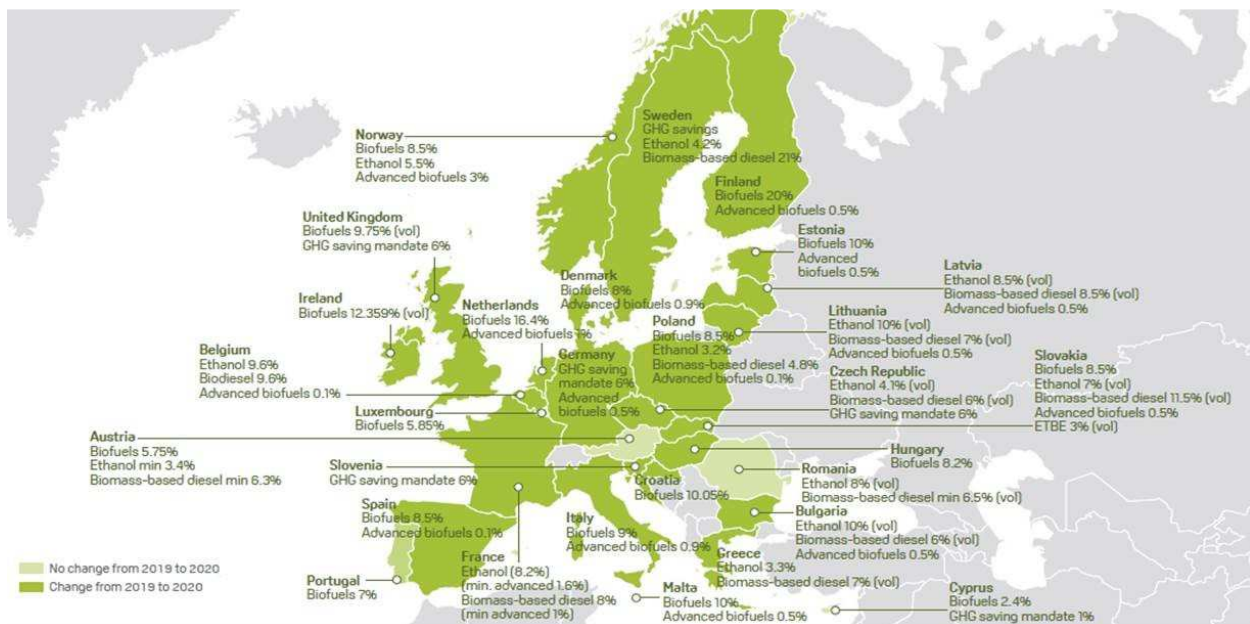 Norway
Biofuels 8.5%
Ethanol 5.5%
Advanced biofuels 3%
Sweden
GHG savings
Ethanol 4.2%
Biomass-based diesel 21%
Finland
Biofuels 20%
Advanced biofuels 0.5%
United Kingdom
Biofuels 9.75% (vol)
GHG saving mandate 6%
Estonia
Biofuels 10%
Advanced
biofuels 0.5%
Latvia
Ethanol 8.5% (vol)
Biomass-based diesel 8.5% (vol)
Advanced biofuels 0.5%
Ireland
Biofuels 12.359% (vol)
Netherlands
Biofuels 16.4%
Advanced biofuels 1%
Denmark
Biofuels 8%
Advanced biofuels 0.9%
Lithuania
Ethanol 10% (vol)
Biomass-based diesel 7% (vol)
Advanced biofuels 0.5%
Poland
Biofuels 8.5%
Ethanol 3.2%
Biomass-based diesel 4.8%
Advanced biofuels 0.1%
Belgium
Ethanol 9.6%
Biodiesel 9.6%
Advanced biofuels 0.1%
Germany
GHG saving
mandate 6%
Advanced
biofuels 0.5%
Czech Republic
Ethanol 4.1% (vol)
Biomass-based diesel 6% (vol)
GHG saving mandate 6%
Slovakia
Biofuels 8.5%
Ethanol 7% (vol)
Biomass-based diesel 11.5% (vol)
Advanced biofuels 0.5%
ETBE 3% (vol)
Luxembourg
Biofuels 5.85%
Austria
Biofuels 5.75%
Ethanol min 3.4%
Biomass-based diesel min 6.3%
Hungary
Biofuels 8.2%
Slovenia
GHG saving mandate 6%
Croatia
Biofuels 10.05%
Romania
Ethanol 8% (vol)
Biomass-based diesel min 6.5% (vol)
Spain
Biofuels 8.5%
Advanced biofuels 0.1%
Italy
Biofuels 9%
Advanced biofuels 0.9%
Bulgaria
Ethanol 10% (vol)
Biomass-based diesel 6% (vol)
Advanced biofuels 0.5%
France
Ethanol (8.2%)
(min. advanced 1.6%)
Biomass-based diesel 8%
(min advanced 1%)
Greece
Ethanol 3.3%
Biomass-based diesel 7% (vol)
No change from 2019 to 2020
Change from 2019 to 2020
Portugal
Biofuels 7%
Malta
Biofuels 10%
Advanced biofuels 0.5%
Cyprus
Biofuels 2.4%
GHG saving mandate 1%